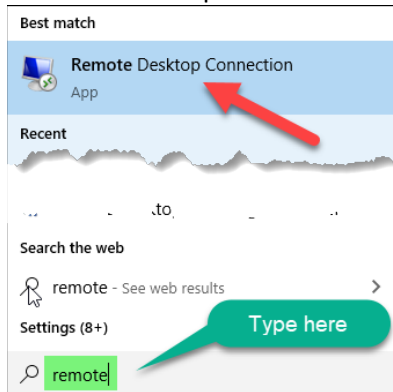 Best match
Remote Desktop Connection
App
Recent
Search the web
remote - See web results
Settings (8+)
Type here
remote